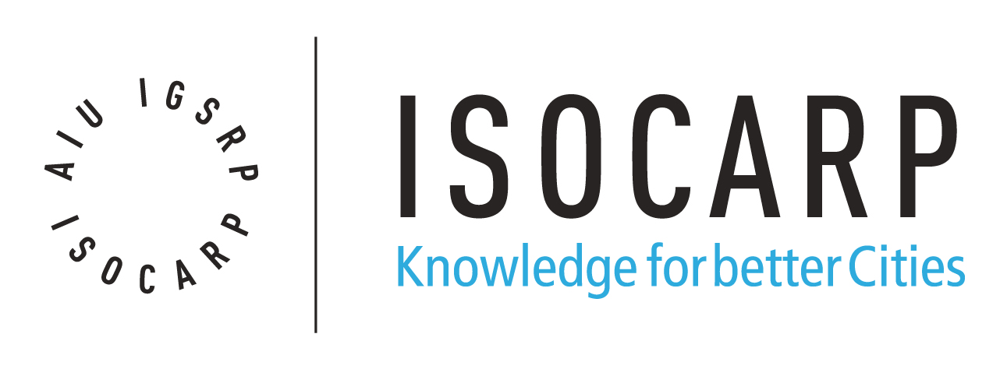 AIU IGSRP
ISOCARP
ISOCARP
Knowledge for better Cities